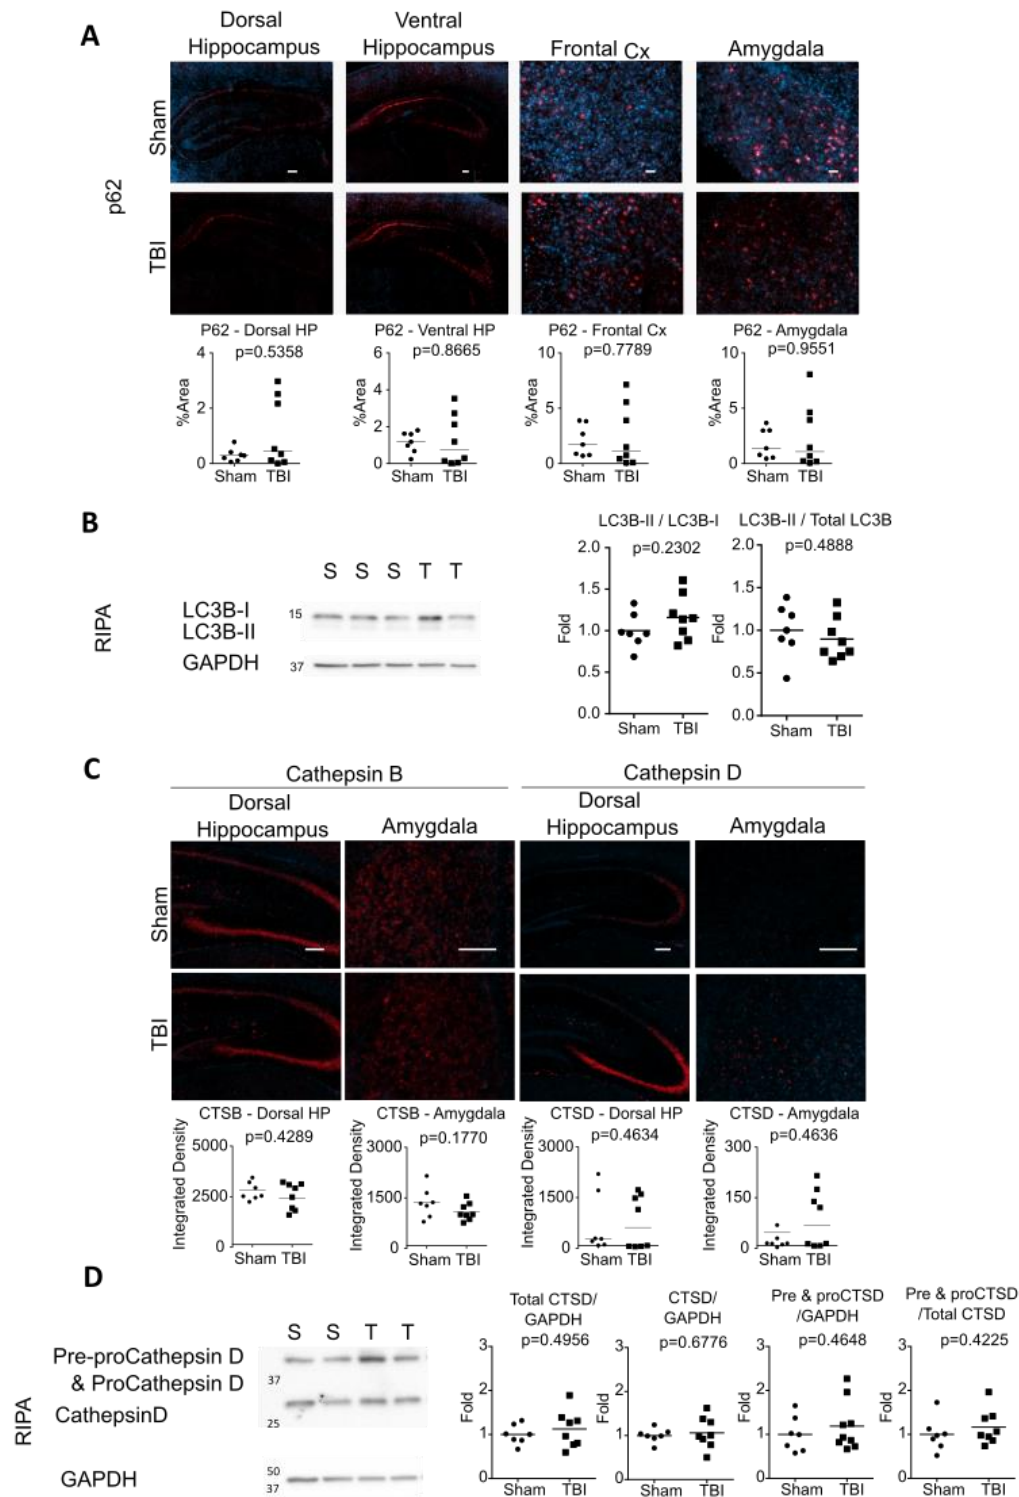 A
Dorsal Hippocampus
Ventral Hippocampus
Frontal Cx
Amygdala
p62
Sham
TBI
P62 - Dorsal HP
p=0.5358
%Area
4
2
0
Sham TBI
P62 - Ventral HP
p=0.8665
%Area
6
4
2
0
Sham TBI
P62 - Frontal Cx
p=0.7789
%Area
10
5
0
Sham TBI
P62 - Amygdala
p=0.9551
%Area
10
5
0
Sham TBI
B
RIPA
S S S T T
LC3B-I
LC3B-II
15
GAPDH
37
LC3B-II / LC3B-I
p=0.2302
Fold
2.0
1.5
1.0
0.5
0.0
Sham TBI
LC3B-II / Total LC3B
p=0.4888
Fold
2.0
1.5
1.0
0.5
0.0
Sham TBI
C
Cathepsin B
Cathepsin D
Dorsal Hippocampus
Amygdala
Dorsal Hippocampus
Amygdala
Sham
TBI
CTSB - Dorsal HP
p=0.4289
Integrated Density
5000
2500
0
Sham TBI
CTSB - Amygdala
p=0.1770
Integrated Density
3000
1500
0
Sham TBI
CTSD - Dorsal HP
p=0.4634
Integrated Density
3000
1500
0
Sham TBI
CTSD - Amygdala
p=0.4636
Integrated Density
300
150
0
Sham TBI
D
RIPA
S S T T
Pre-proCathepsin D
& ProCathepsin D
37
CathepsinD
25
GAPDH
50
37
Total CTSD/
GAPDH
p=0.4956
Fold
3
2
1
0
Sham TBI
CTSD/
GAPDH
p=0.6776
Fold
3
2
1
0
Sham TBI
Pre & proCTSD
/GAPDH
p=0.4648
Fold
3
2
1
0
Sham TBI
Pre & proCTSD
/Total CTSD
p=0.4225
Fold
3
2
1
0
Sham TBI